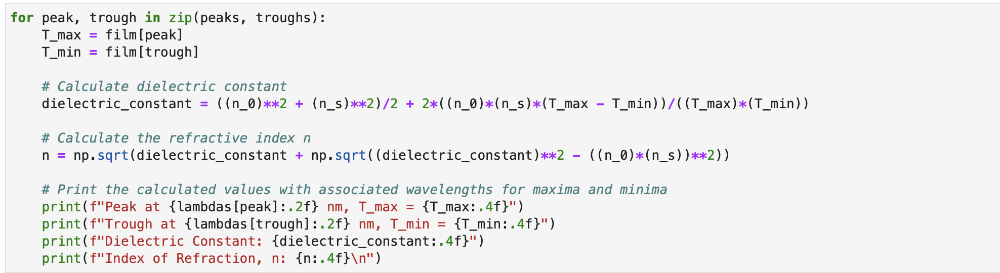 for peak, trough in zip(peaks, troughs):
    T_max = film[peak]
    T_min = film[trough]

    # Calculate dielectric constant
    dielectric_constant = ((n_0)**2 + (n_s)**2)/2 + 2*((n_0)*(n_s)*(T_max - T_min))/((T_max)*(T_min))

    # Calculate the refractive index n
    n = np.sqrt(dielectric_constant + np.sqrt((dielectric_constant)**2 - ((n_0)*(n_s))**2))

    # Print the calculated values with associated wavelengths for maxima and minima
    print(f"Peak at {lambdas[peak]:.2f} nm, T_max = {T_max:.4f}")
    print(f"Trough at {lambdas[trough]:.2f} nm, T_min = {T_min:.4f}")
    print(f"Dielectric Constant: {dielectric_constant:.4f}")
    print(f"Index of Refraction, n: {n:.4f}\n")